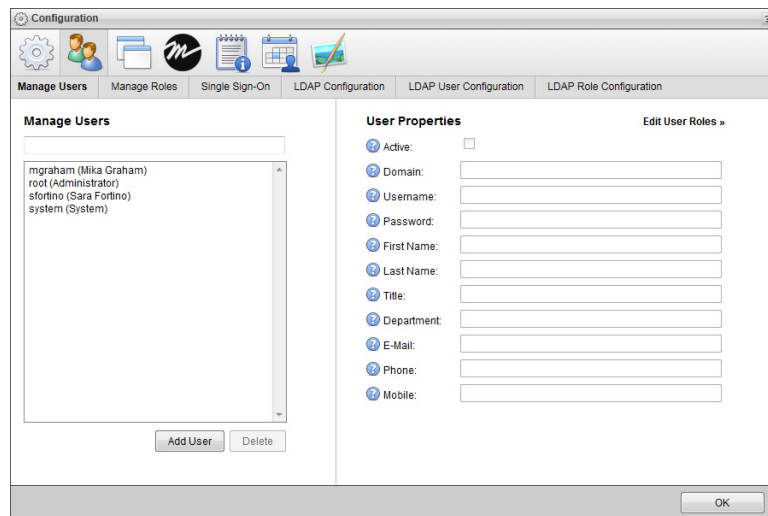 Configuration
Manage Users Manage Roles Single Sign-On LDAP Configuration LDAP User Configuration LDAP Role Configuration
Manage Users
mgraham (Mika Graham)
root (Administrator)
sfortino (Sara Fortino)
system (System)
Add User Delete
User Properties Edit User Roles »
? Active:
? Domain:
? Username:
? Password:
? First Name:
? Last Name:
? Title:
? Department:
? E-Mail:
? Phone:
? Mobile:
OK